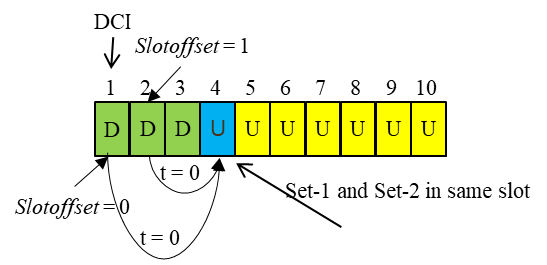 DCI
Slotoffset = 1
1 2 3 4 5 6 7 8 9 10
D D D U U U U U U U
t = 0
Set-1 and Set-2 in same slot
Slotoffset = 0
t = 0